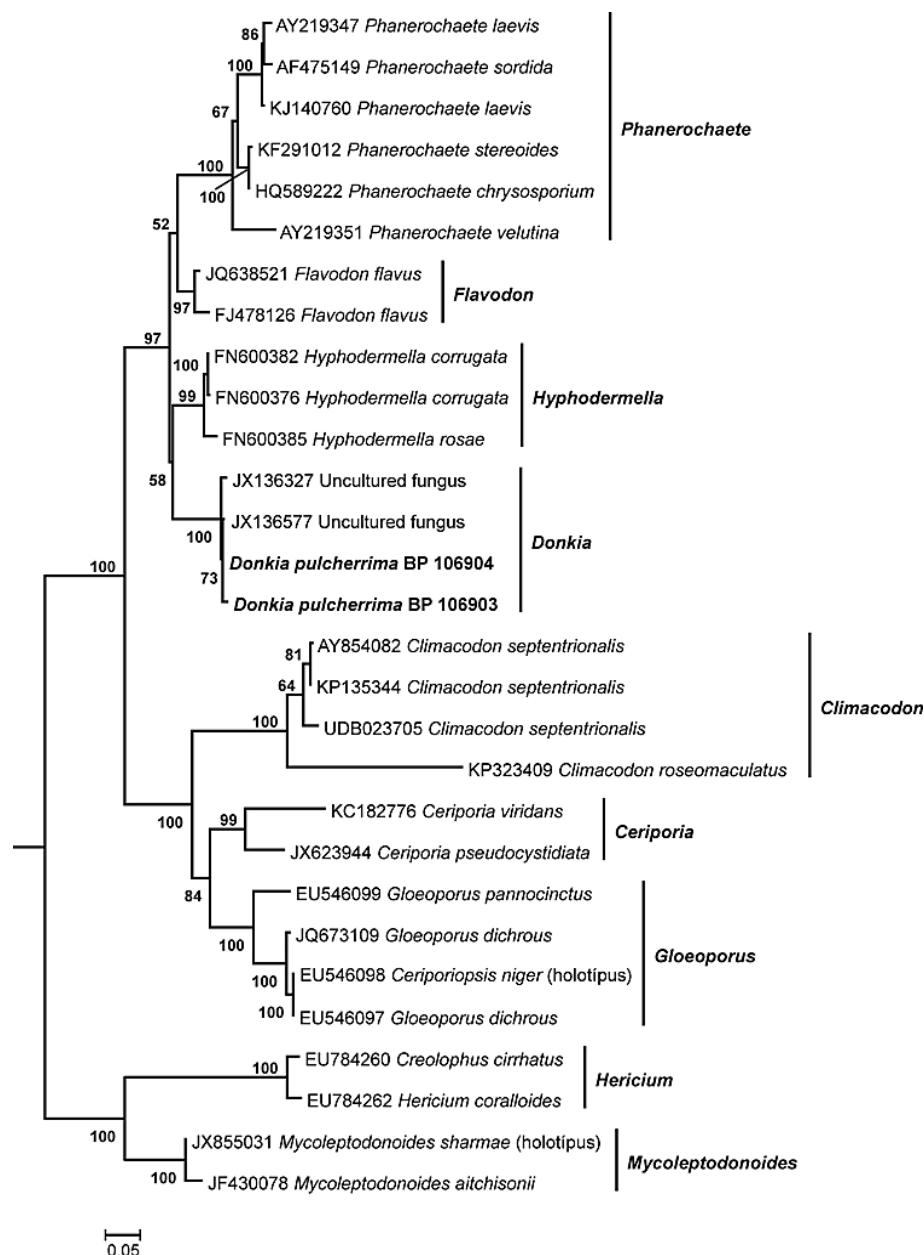 AY219347 Phanerochaete laevis
86
AF475149 Phanerochaete sordida
100
KJ140760 Phanerochaete laevis
67
Phanerochaete
KF291012 Phanerochaete stereoides
100
HQ589222 Phanerochaete chrysosporium
100
AY219351 Phanerochaete velutina
52
JQ638521 Flavodon flavus
Flavodon
97
FJ478126 Flavodon flavus
97
FN600382 Hyphodermella corrugata
100
99
FN600376 Hyphodermella corrugata
Hyphodermella
FN600385 Hyphodermella rosae
58
JX136327 Uncultured fungus
JX136577 Uncultured fungus
100
Donkia
Donkia pulcherrima BP 106904
100
73
Donkia pulcherrima BP 106903
AY854082 Climacodon septentrionalis
81
KP135344 Climacodon septentrionalis
64
Climacodon
UDB023705 Climacodon septentrionalis
100
KP323409 Climacodon roseomaculatus
KC182776 Ceriporia viridans
100
99
Ceriporia
JX623944 Ceriporia pseudocystidiata
84
EU546099 Gloeoporus pannocinctus
JQ673109 Gloeoporus dichrous
100
Gloeoporus
EU546098 Ceriporiopsis niger (holotípus)
100
100
EU546097 Gloeoporus dichrous
EU784260 Creolophus cirrhatus
100
Hericium
EU784262 Hericium coralloides
100
JX855031 Mycoleptodonoides sharmae (holotípus)
Mycoleptodonoides
100
JF430078 Mycoleptodonoides aitchisonii
0.05